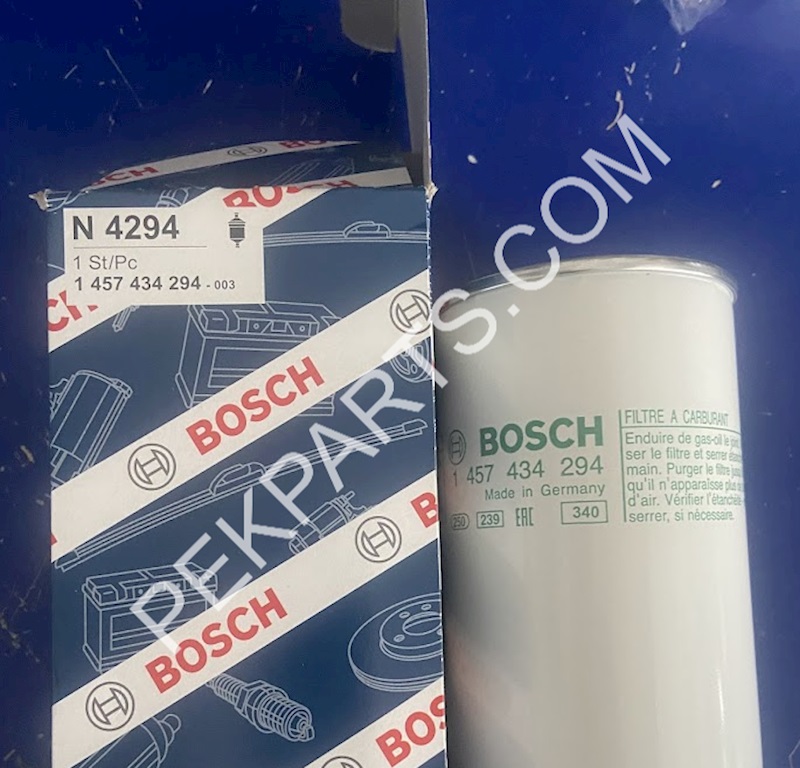 BOSCH
N 4294
1 St/Pc
1 457 434 294 - 003
BOSCH
BOSCH
BOSCH
PEKPARTS.COM
BOSCH
1 457 434 294
Made in Germany
250 239 EAC 340
FILTRE A CARBURANT
Enduire de gas-oil le
ser le filtre et serrer
main. Purger le filtre
qu'il n'apparaisse plus
d'air. Vérifier
serrer, si nécessaire.